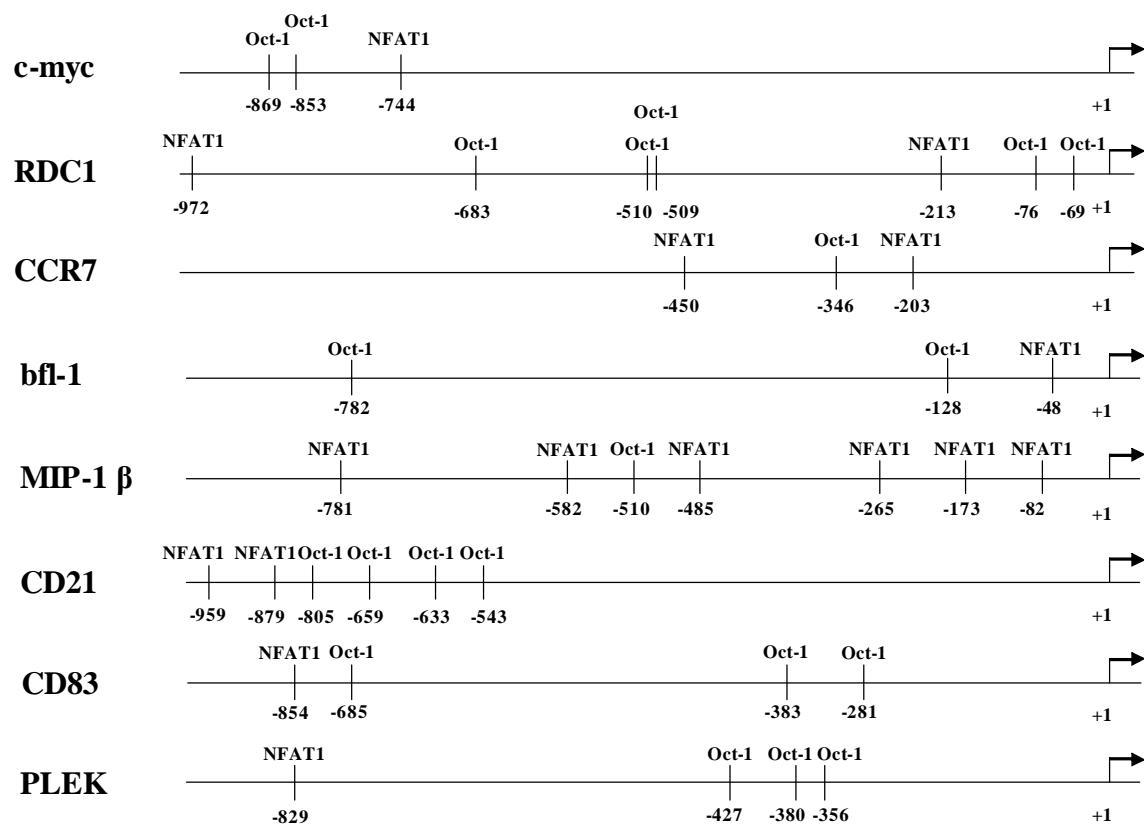 Oct-1
Oct-1 NFAT1
c-myc
-869 -853 -744 +1
Oct-1
NFAT1 Oct-1 Oct-1 NFAT1 Oct-1 Oct-1
RDC1
-972 -683 -510 -509 -213 -76 -69 +1
NFAT1 Oct-1 NFAT1
CCR7
-450 -346 -203 +1
Oct-1 Oct-1 NFAT1
bfl-1
-782 -128 -48 +1
NFAT1 NFAT1 Oct-1 NFAT1 NFAT1 NFAT1 NFAT1
MIP-1 β
-781 -582 -510 -485 -265 -173 -82 +1
NFAT1 NFAT1 Oct-1 Oct-1 Oct-1 Oct-1
CD21
-959 -879 -805 -659 -633 -543 +1
NFAT1 Oct-1 Oct-1 Oct-1
CD83
-854 -685 -383 -281 +1
NFAT1 Oct-1 Oct-1 Oct-1
PLEK
-829 -427 -380 -356 +1